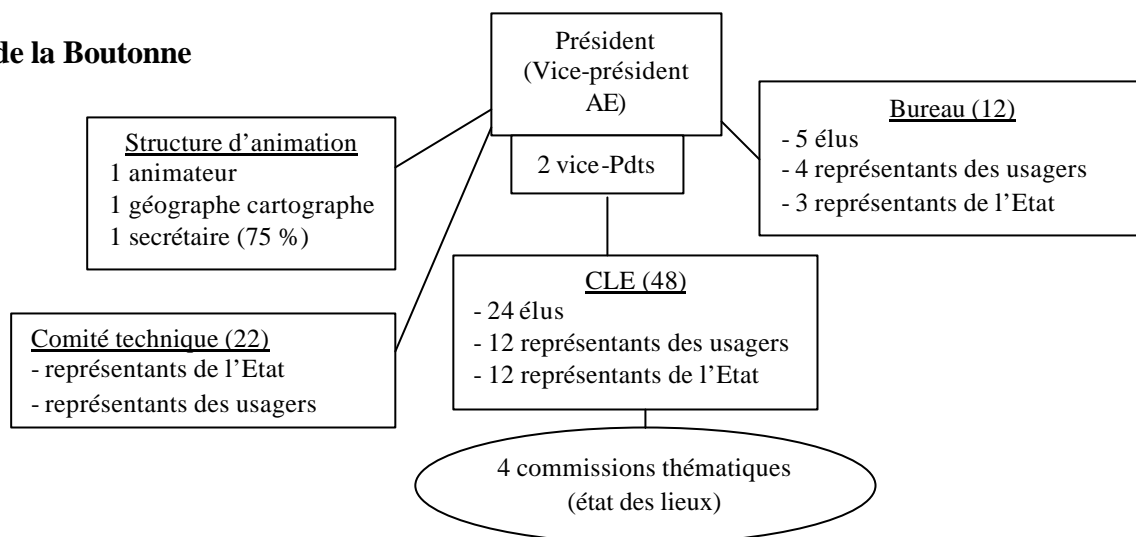 de la Boutonne
Président
(Vice-président
AE)
2 vice-Pdts
Structure d'animation
1 animateur
1 géographe cartographe
1 secrétaire (75 %)
Bureau (12)
- 5 élus
- 4 représentants des usagers
- 3 représentants de l'Etat
Comité technique (22)
- représentants de l'Etat
- représentants des usagers
CLE (48)
- 24 élus
- 12 représentants des usagers
- 12 représentants de l'Etat
4 commissions thématiques
(état des lieux)